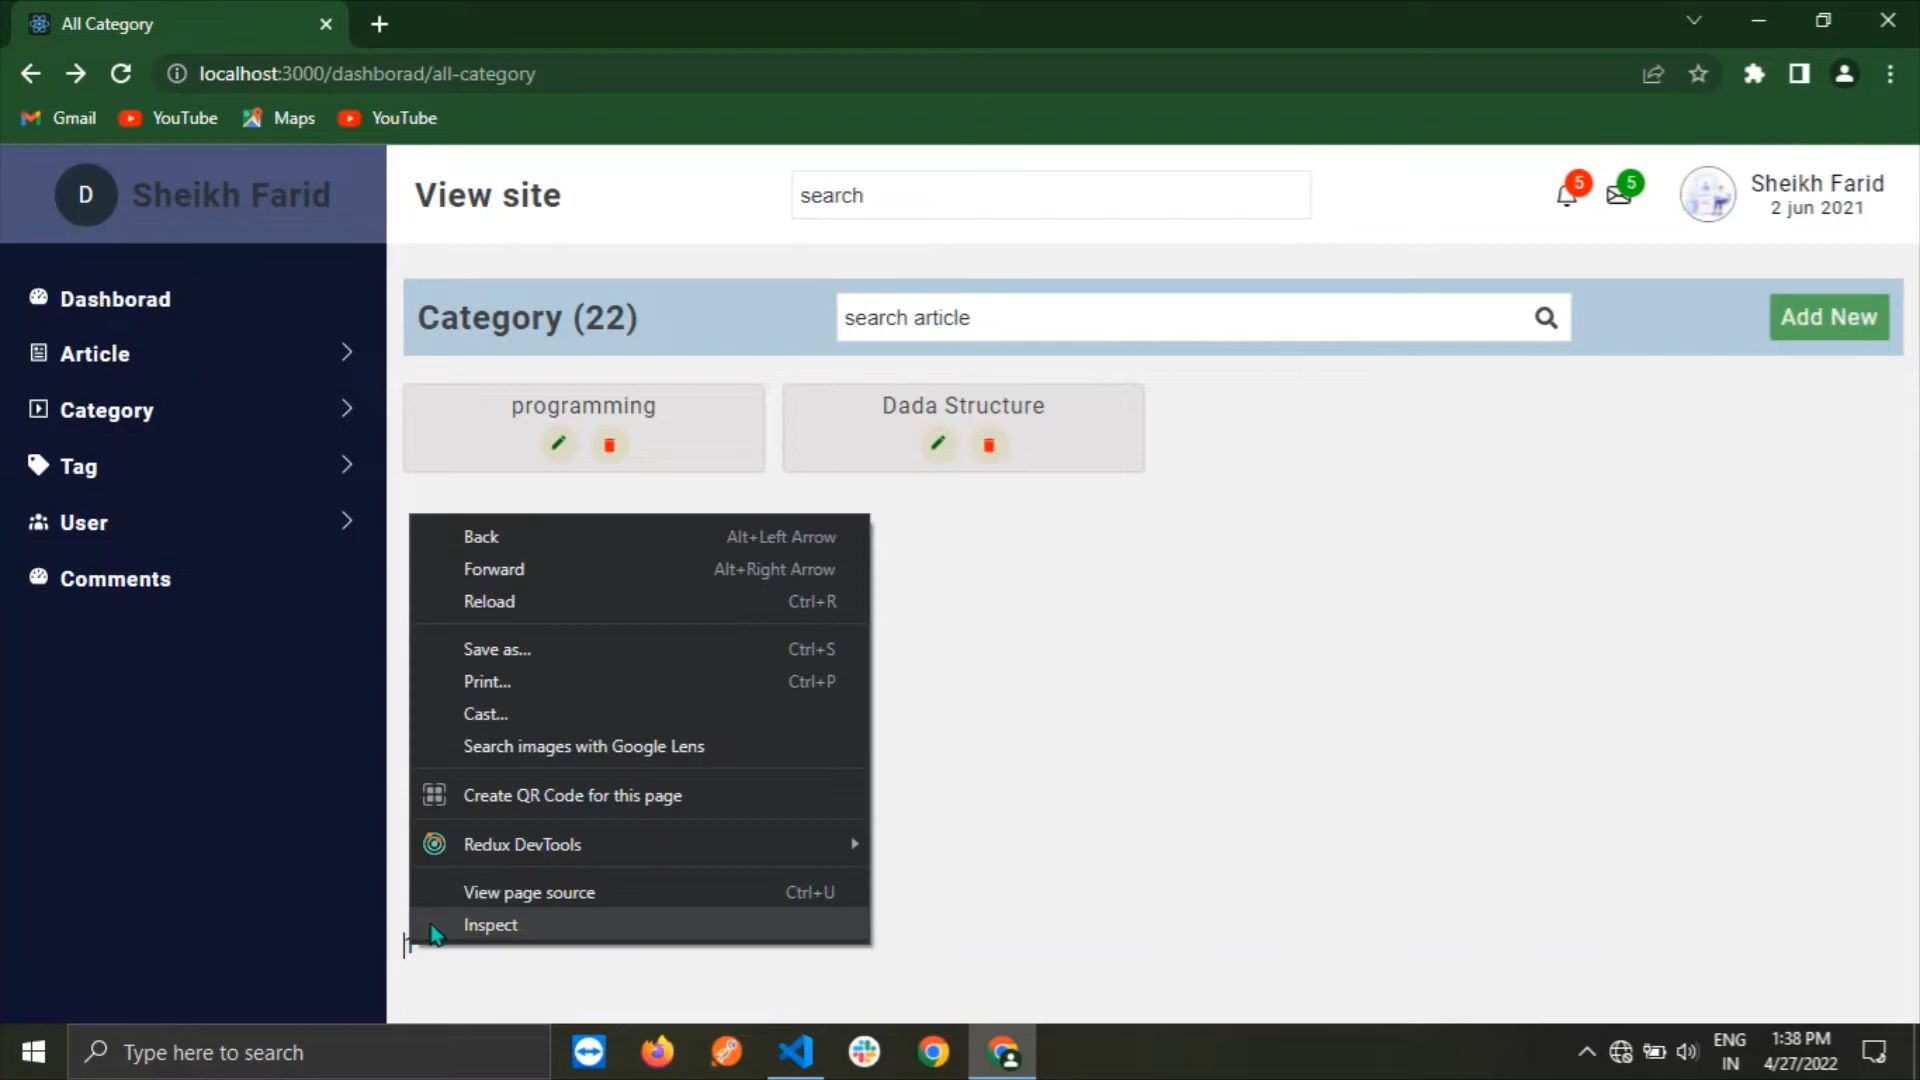 All Category
localhost:3000/dashborad/all-category
Gmail YouTube Maps YouTube
D Sheikh Farid
View site
search
5
5
Sheikh Farid
2 jun 2021
Dashborad
Article
Category
Tag
User
Comments
Category (22)
search article
Add New
programming
Dada Structure
Back Alt+Left Arrow
Forward Alt+Right Arrow
Reload Ctrl+R
Save as... Ctrl+S
Print... Ctrl+P
Cast...
Search images with Google Lens
Create QR Code for this page
Redux DevTools
View page source Ctrl+U
Inspect
Type here to search
ENG
IN
1:38 PM
4/27/2022